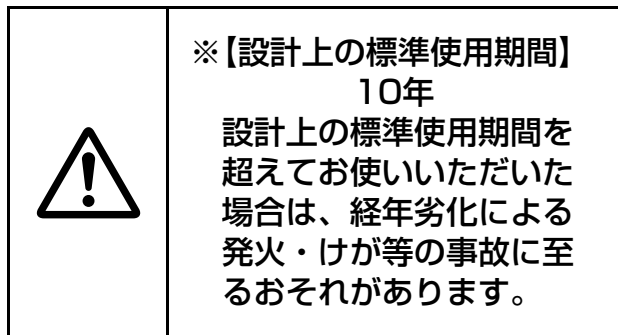 ※【設計上の標準使用期間】
10年
設計上の標準使用期間を
超えてお使いいただいた
場合は、経年劣化による
発火・けが等の事故に至
るおそれがあります。